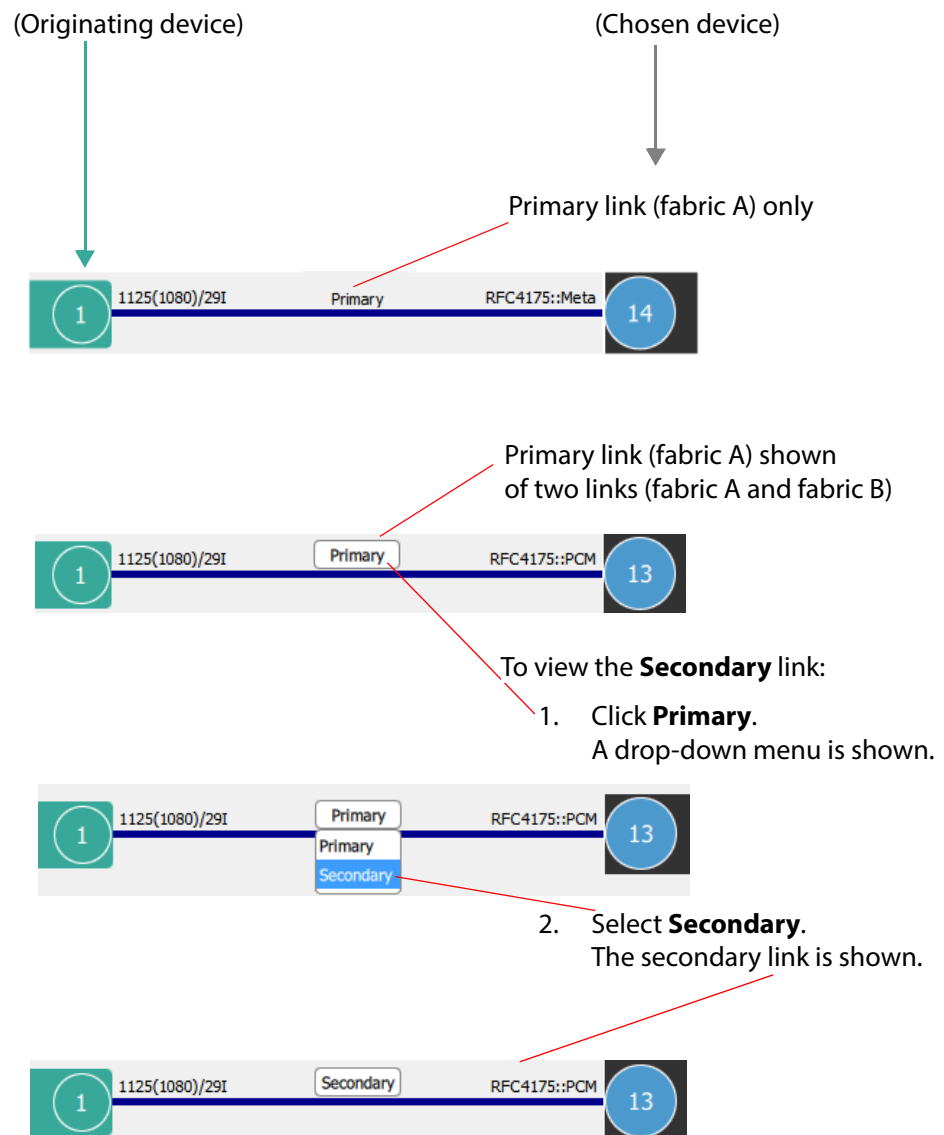 (Originating device)
(Chosen device)
Primary link (fabric A) only
1 1125(1080)/29I Primary RFC4175::Meta 14
Primary link (fabric A) shown
of two links (fabric A and fabric B)
1 1125(1080)/29I Primary RFC4175::PCM 13
To view the Secondary link:
1. Click Primary.
A drop-down menu is shown.
1 1125(1080)/29I Primary RFC4175::PCM 13
Primary
Secondary
2. Select Secondary.
The secondary link is shown.
1 1125(1080)/29I Secondary RFC4175::PCM 13